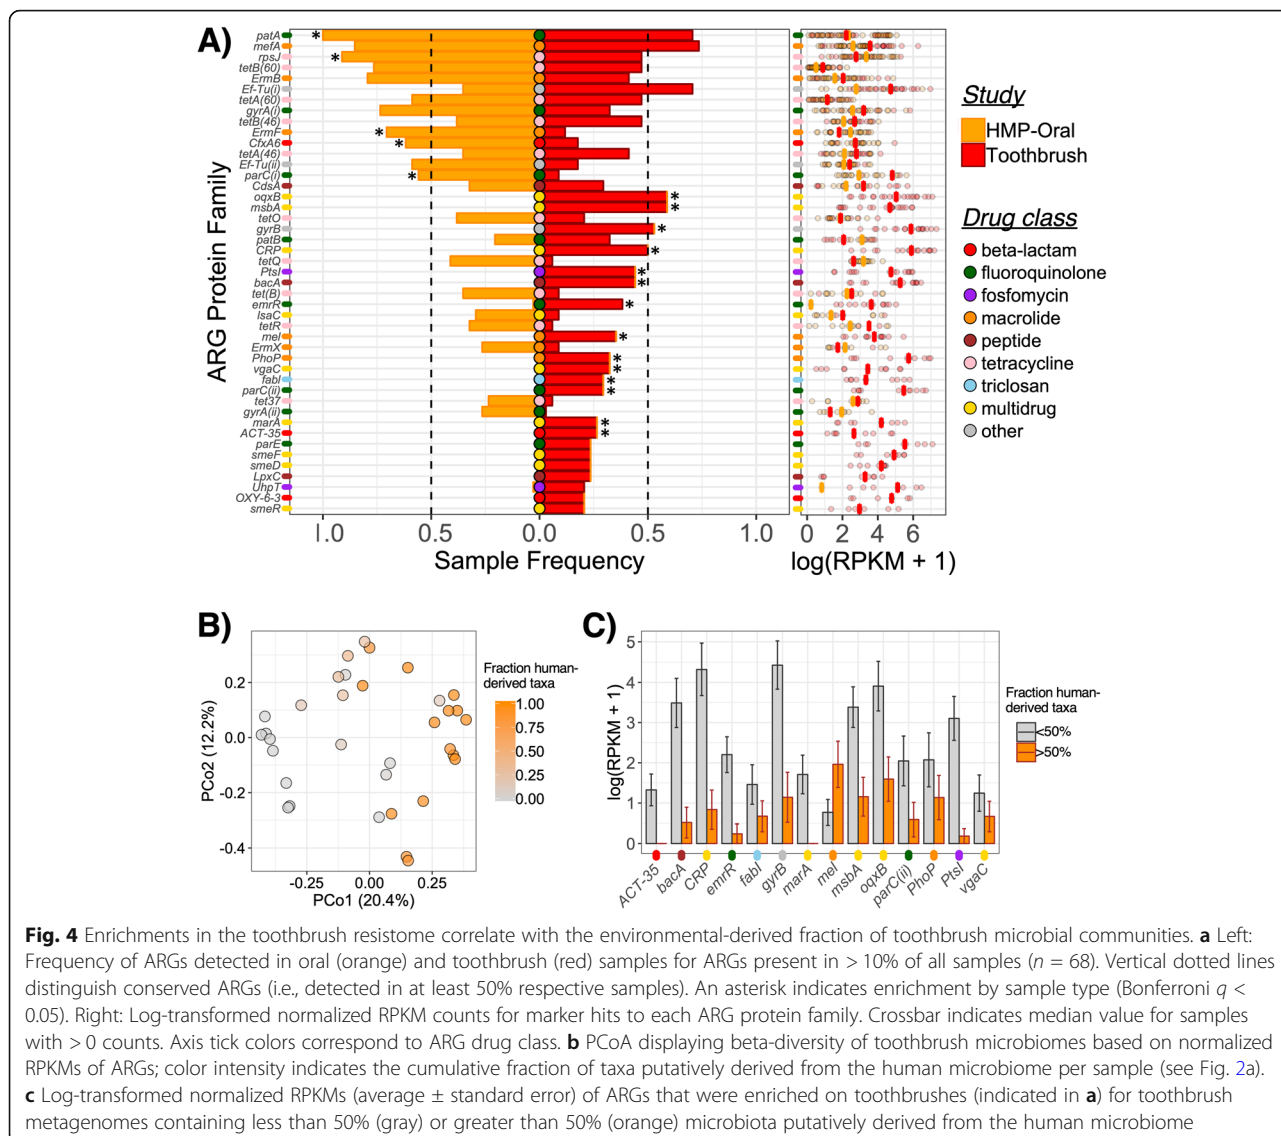 A)
ARG Protein Family
patA
mefA
rpsJ
tetB(60)
ErmB
Ef-Tu(i)
tetA(60)
gyrA(i)
tetB(46)
ErmF
CfxA6
tetA(46)
Ef-Tu(ii)
parC(i)
CdsA
oqxB
msbA
tetO
gyrB
patB
CRP
tetQ
PtsI
bacA
tet(B)
emrR
lsaC
tetR
mel
ErmX
PhoP
vgaC
fabI
parC(ii)
tet37
gyrA(ii)
marA
ACT-35
parE
smeF
smeD
LpxC
UhpT
OXY-6-3
smeR
* * * * * * * * * * * * * * * * * *
1.0 0.5 0.0 0.5 1.0
Sample Frequency
0 2 4 6
log(RPKM + 1)
Study
HMP-Oral
Toothbrush
Drug class
beta-lactam
fluoroquinolone
fosfomycin
macrolide
peptide
tetracycline
triclosan
multidrug
other
B)
PCo2 (12.2%)
0.2
0.0
-0.2
-0.4
-0.25 0.00 0.25
PCo1 (20.4%)
Fraction human-
derived taxa
1.00
0.75
0.50
0.25
0.00
C)
log(RPKM + 1)
5
4
3
2
1
0
ACT-35 bacA CRP emrR fabI gyrB marA mel msbA oqxB parC(ii) PhoP PtsI vgaC
Fraction human-
derived taxa
<50%
>50%
Fig. 4 Enrichments in the toothbrush resistome correlate with the environmental-derived fraction of toothbrush microbial communities. a Left:
Frequency of ARGs detected in oral (orange) and toothbrush (red) samples for ARGs present in > 10% of all samples (n = 68). Vertical dotted lines
distinguish conserved ARGs (i.e., detected in at least 50% respective samples). An asterisk indicates enrichment by sample type (Bonferroni q <
0.05). Right: Log-transformed normalized RPKM counts for marker hits to each ARG protein family. Crossbar indicates median value for samples
with > 0 counts. Axis tick colors correspond to ARG drug class. b PCoA displaying beta-diversity of toothbrush microbiomes based on normalized
RPKMs of ARGs; color intensity indicates the cumulative fraction of taxa putatively derived from the human microbiome per sample (see Fig. 2a).
c Log-transformed normalized RPKMs (average ± standard error) of ARGs that were enriched on toothbrushes (indicated in a) for toothbrush
metagenomes containing less than 50% (gray) or greater than 50% (orange) microbiota putatively derived from the human microbiome